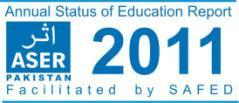 Annual Status of Education Report
اثر
ASER
PAKISTAN
2011
Facilitated by SAFED